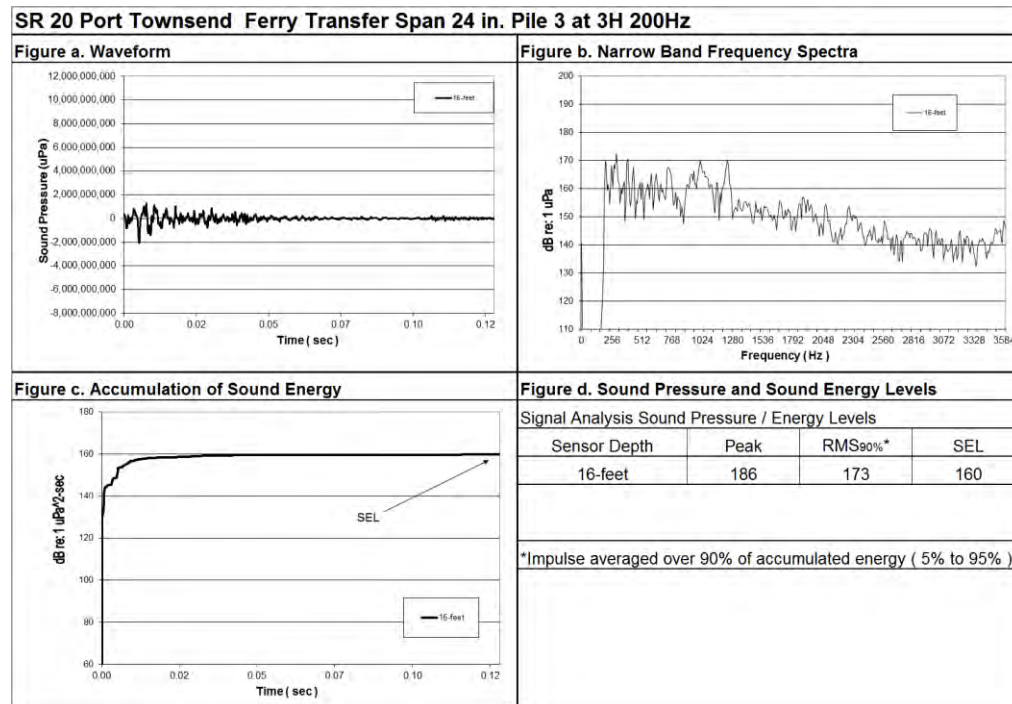 SR 20 Port Townsend Ferry Transfer Span 24 in. Pile 3 at 3H 200Hz
Figure a. Waveform
12,000,000,000
10,000,000,000
8,000,000,000
6,000,000,000
4,000,000,000
2,000,000,000
0
-2,000,000,000
-4,000,000,000
-6,000,000,000
-8,000,000,000
Sound Pressure (uPa)
16-feet
0.00 0.02 0.05 0.07 0.10 0.12
Time ( sec )
Figure b. Narrow Band Frequency Spectra
200
190
180
170
160
150
140
130
120
110
dB re: 1 uPa
16-feet
0 256 512 768 1024 1280 1536 1792 2048 2304 2560 2816 3072 3328 3584
Frequency ( Hz )
Figure c. Accumulation of Sound Energy
180
160
140
120
100
80
60
dB re: 1 uPa^2-sec
SEL
16-feet
0.00 0.02 0.05 0.07 0.10 0.12
Time ( sec )
Figure d. Sound Pressure and Sound Energy Levels
Signal Analysis Sound Pressure / Energy Levels
Sensor Depth Peak RMS90%* SEL
16-feet 186 173 160
*Impulse averaged over 90% of accumulated energy ( 5% to 95% )